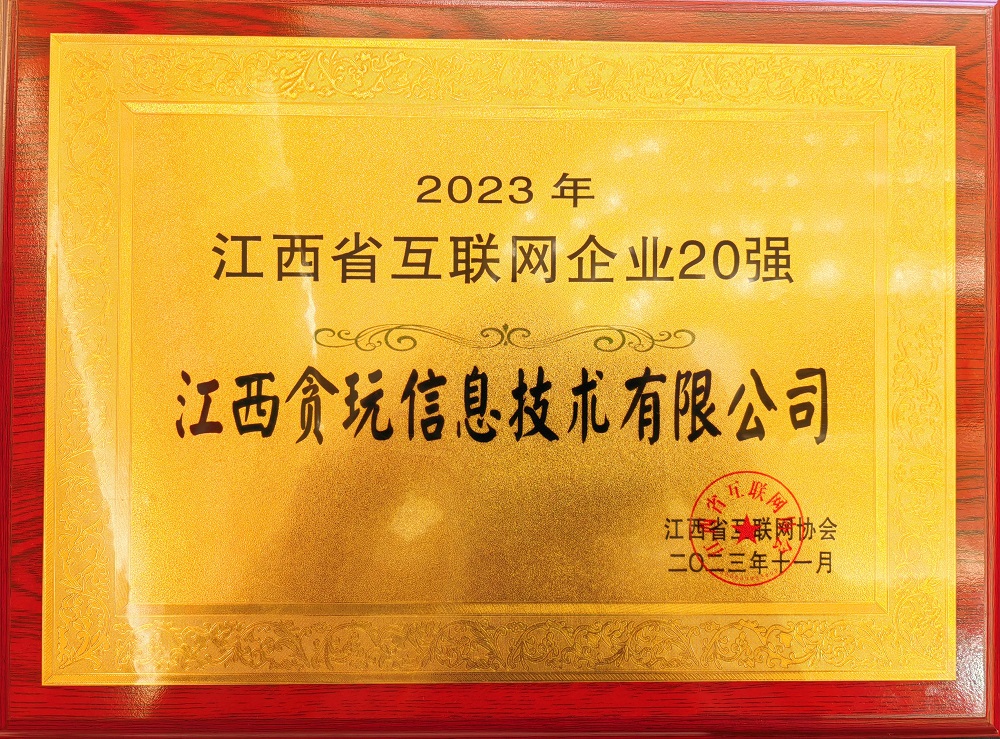 2023 年
江西省互联网企业20强
江西贪玩信息技术有限公司
江西省互联网协会
二〇二三年十一月